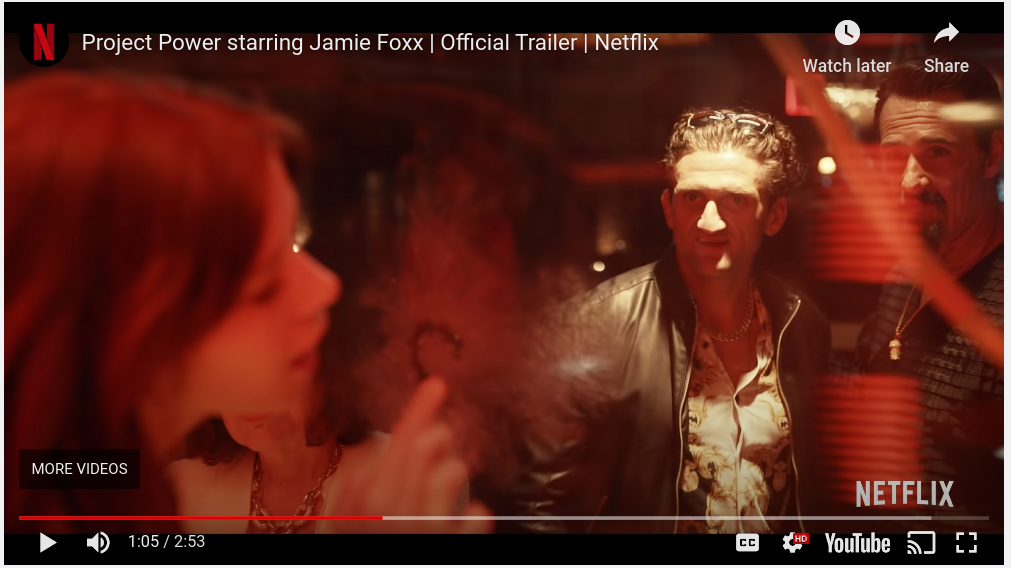 N
Project Power starring Jamie Foxx | Official Trailer | Netflix
Watch later
Share
MORE VIDEOS
NETFLIX
1:05 / 2:53
CC
HD
YouTube